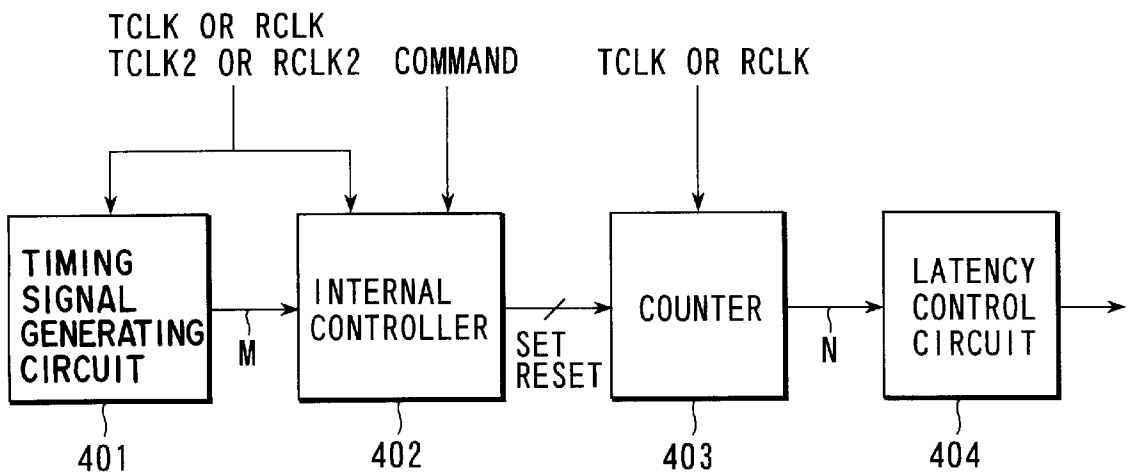 TCLK OR RCLK
TCLK2 OR RCLK2
COMMAND
TCLK OR RCLK
TIMING
SIGNAL
GENERATING
CIRCUIT
M
INTERNAL
CONTROLLER
SET
RESET
COUNTER
N
LATENCY
CONTROL
CIRCUIT
401
402
403
404